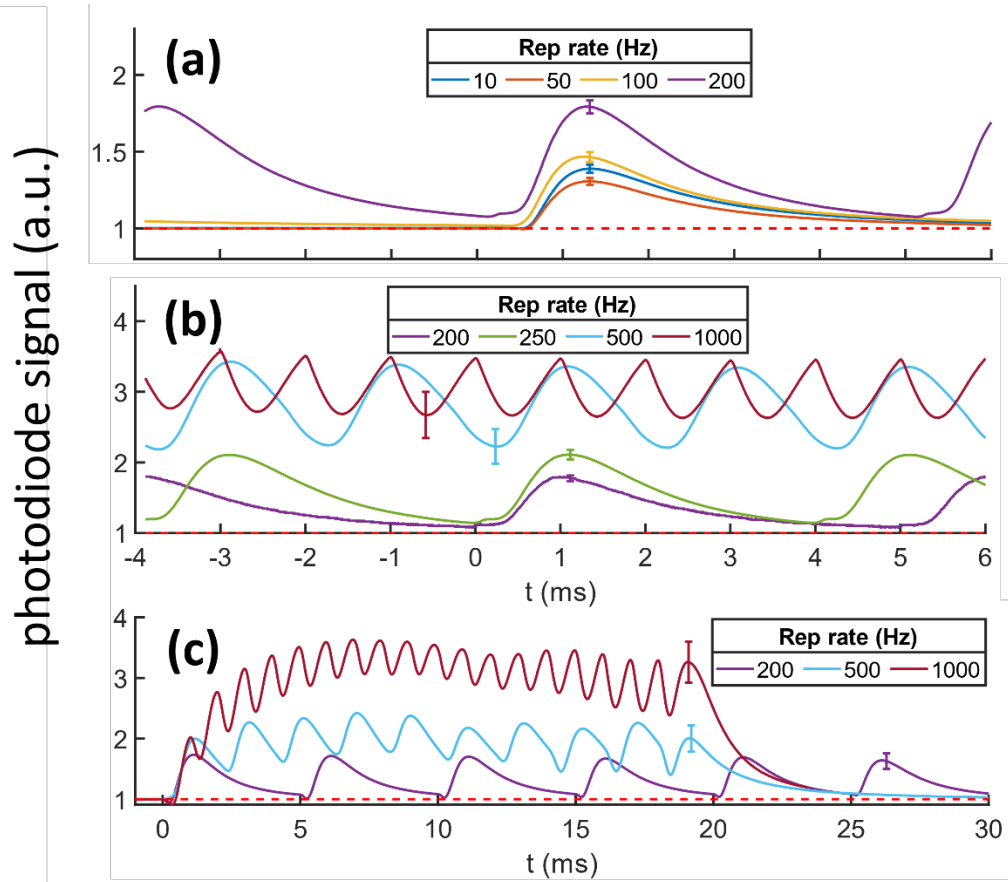 photodiode signal (a.u.)
(a)
Rep rate (Hz)
10 50 100 200
2
1.5
1
(b)
Rep rate (Hz)
200 250 500 1000
4
3
2
1
-4 -3 -2 -1 0 1 2 3 4 5 6
t (ms)
(c)
Rep rate (Hz)
200 500 1000
4
3
2
1
0 5 10 15 20 25 30
t (ms)